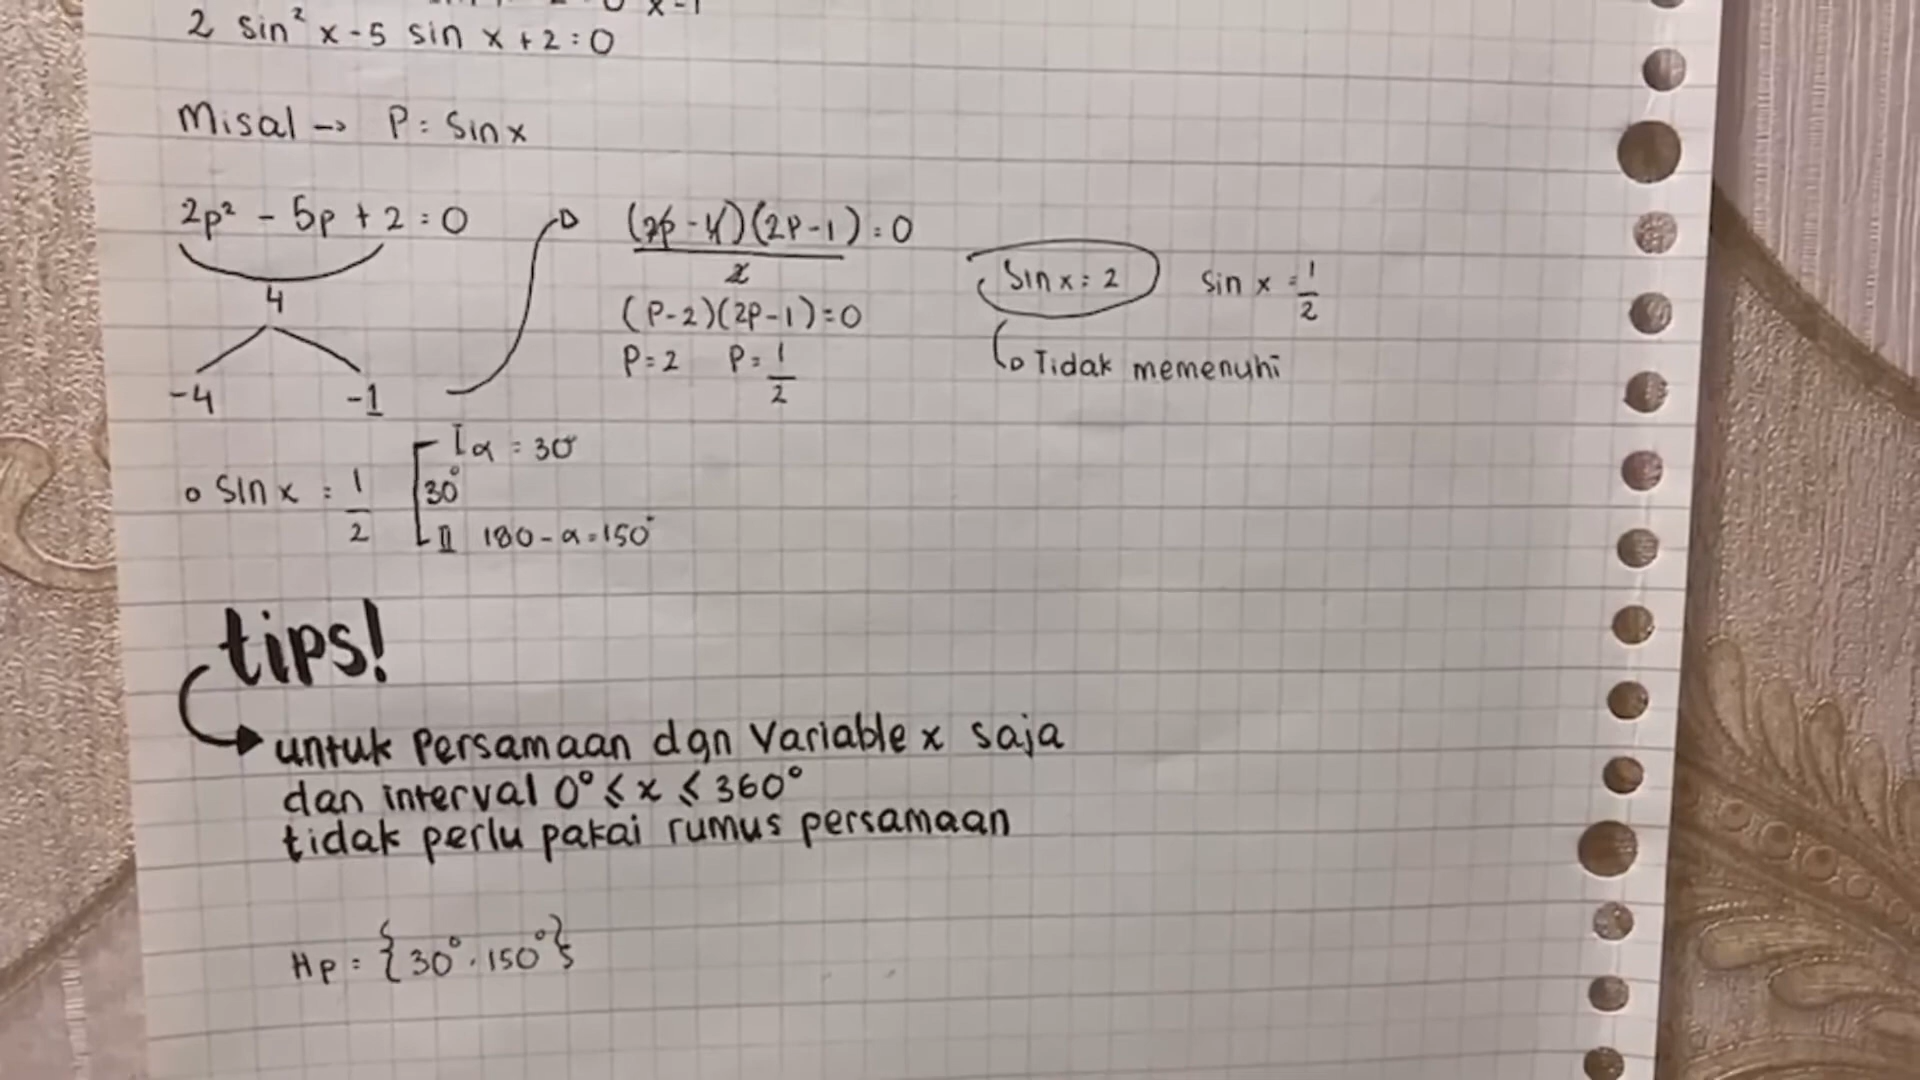 0 x-1
2 sin² x - 5 sin x + 2 = 0
Misal → P = Sin x
2p² - 5p + 2 = 0
4
-4 -1
(2p - 4)(2P - 1) = 0
2
(P - 2)(2P - 1) = 0
P = 2 P = 1/2
Sin x = 2 Sin x = 1/2
Tidak memenuhi
o Sin x = 1/2
I α = 30°
30°
II 180 - α = 150°
tips!
untuk Persamaan dgn Variable x saja
dan interval 0° ≤ x ≤ 360°
tidak perlu pakai rumus persamaan
Hp = {30°, 150°}